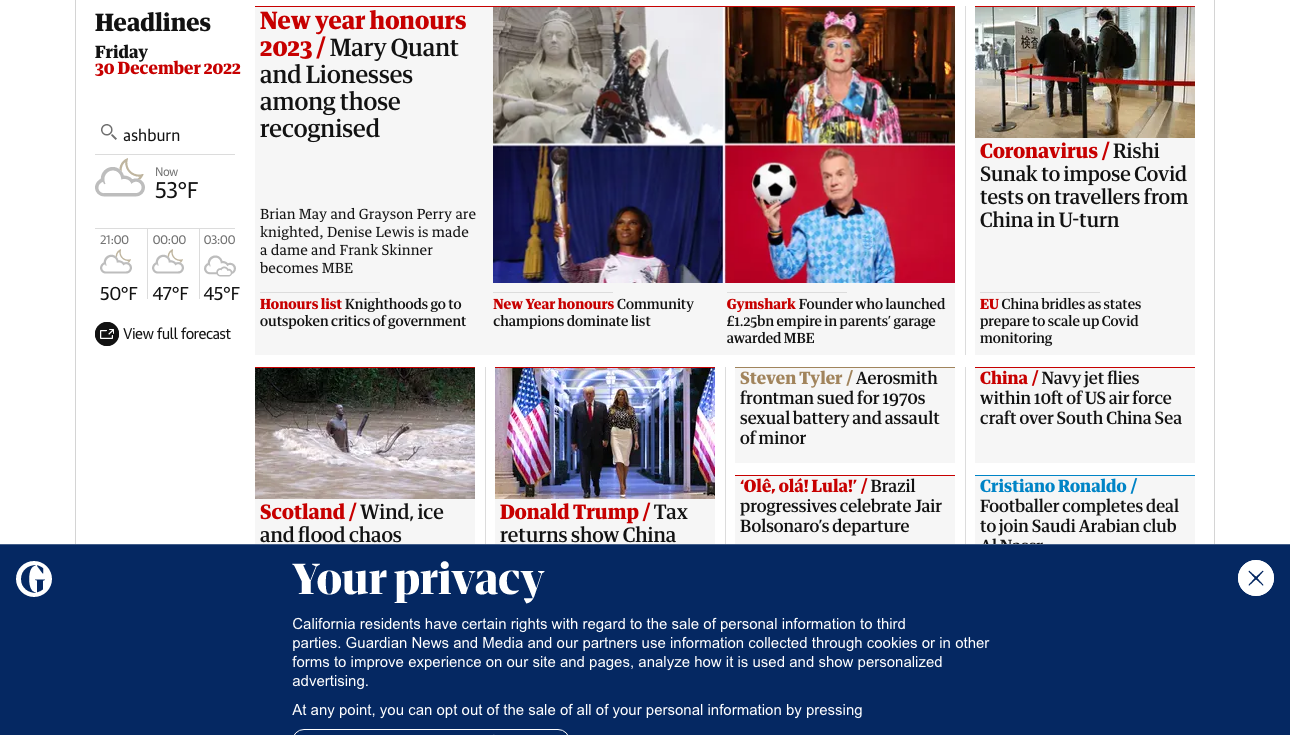 Headlines
Friday
30 December 2022
ashburn
Now
53°F
21:00
00:00
03:00
50°F
47°F
45°F
View full forecast
New year honours
2023 / Mary Quant
and Lionesses
among those
recognised
Brian May and Grayson Perry are
knighted, Denise Lewis is made
a dame and Frank Skinner
becomes MBE
Honours list Knighthoods go to
outspoken critics of government
New Year honours Community
champions dominate list
Gymshark Founder who launched
£1.25bn empire in parents’ garage
awarded MBE
TEST
検査
Coronavirus / Rishi
Sunak to impose Covid
tests on travellers from
China in U-turn
EU China bridles as states
prepare to scale up Covid
monitoring
Scotland / Wind, ice
and flood chaos
Donald Trump / Tax
returns show China
Steven Tyler / Aerosmith
frontman sued for 1970s
sexual battery and assault
of minor
‘Olê, olá! Lula!’ / Brazil
progressives celebrate Jair
Bolsonaro’s departure
China / Navy jet flies
within 10ft of US air force
craft over South China Sea
Cristiano Ronaldo /
Footballer completes deal
to join Saudi Arabian club
Al Nassr
Your privacy
California residents have certain rights with regard to the sale of personal information to third
parties. Guardian News and Media and our partners use information collected through cookies or in other
forms to improve experience on our site and pages, analyze how it is used and show personalized
advertising.
At any point, you can opt out of the sale of all of your personal information by pressing